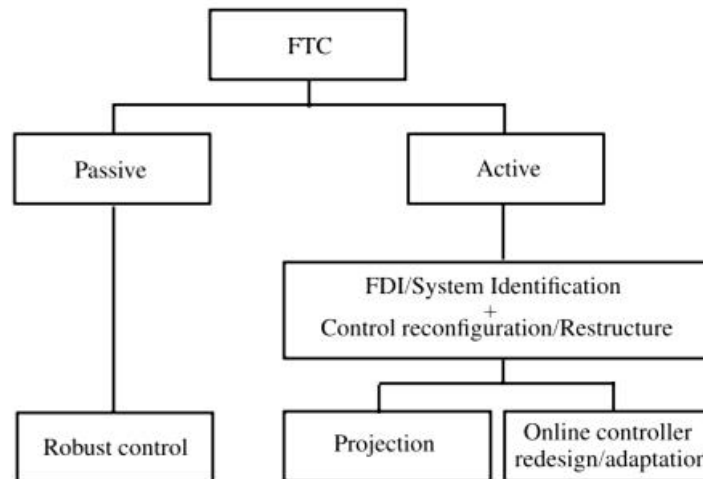 FTC
Passive
Active
FDI/System Identification
+
Control reconfiguration/Restructure
Robust control
Projection
Online controller
redesign/adaptation